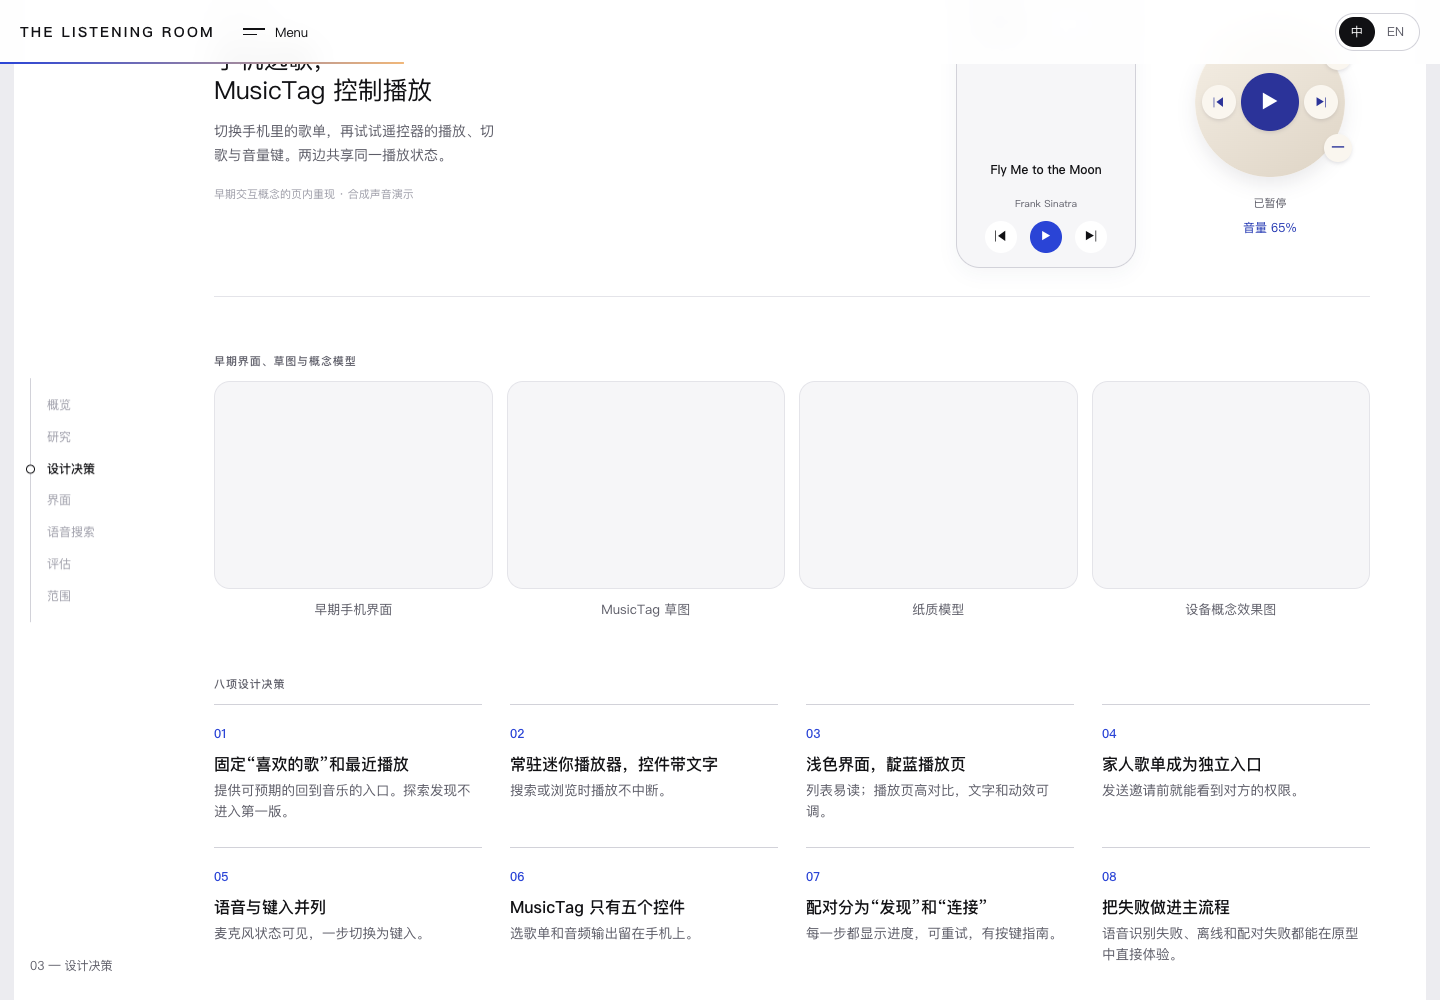 THE LISTENING ROOM
Menu
中
EN
手机选歌，
MusicTag 控制播放
切换手机里的歌单，再试试遥控器的播放、切
歌与音量键。两边共享同一播放状态。
早期交互概念的页内重现 · 合成声音演示
Fly Me to the Moon
Frank Sinatra
已暂停
音量 65%
早期界面、草图与概念模型
早期手机界面
MusicTag 草图
纸质模型
设备概念效果图
概览
研究
设计决策
界面
语音搜索
评估
范围
八项设计决策
01
固定“喜欢的歌”和最近播放
提供可预期的回到音乐的入口。探索发现不
进入第一版。
02
常驻迷你播放器，控件带文字
搜索或浏览时播放不中断。
03
浅色界面，靛蓝播放页
列表易读；播放页高对比，文字和动效可
调。
04
家人歌单成为独立入口
发送邀请前就能看到对方的权限。
05
语音与键入并列
麦克风状态可见，一步切换为键入。
06
MusicTag 只有五个控件
选歌单和音频输出留在手机上。
07
配对分为“发现”和“连接”
每一步都显示进度，可重试，有按键指南。
08
把失败做进主流程
语音识别失败、离线和配对失败都能在原型
中直接体验。
03 — 设计决策